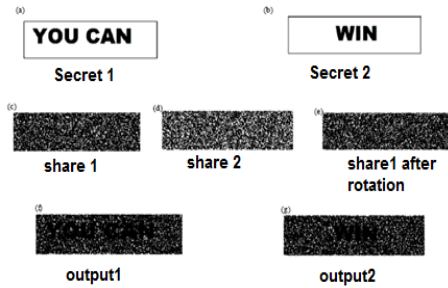 (a)
YOU CAN
Secret 1
(b)
WIN
Secret 2
(c)
share 1
(d)
share 2
(e)
share1 after
rotation
(f)
YOU CAN
output1
(g)
WIN
output2